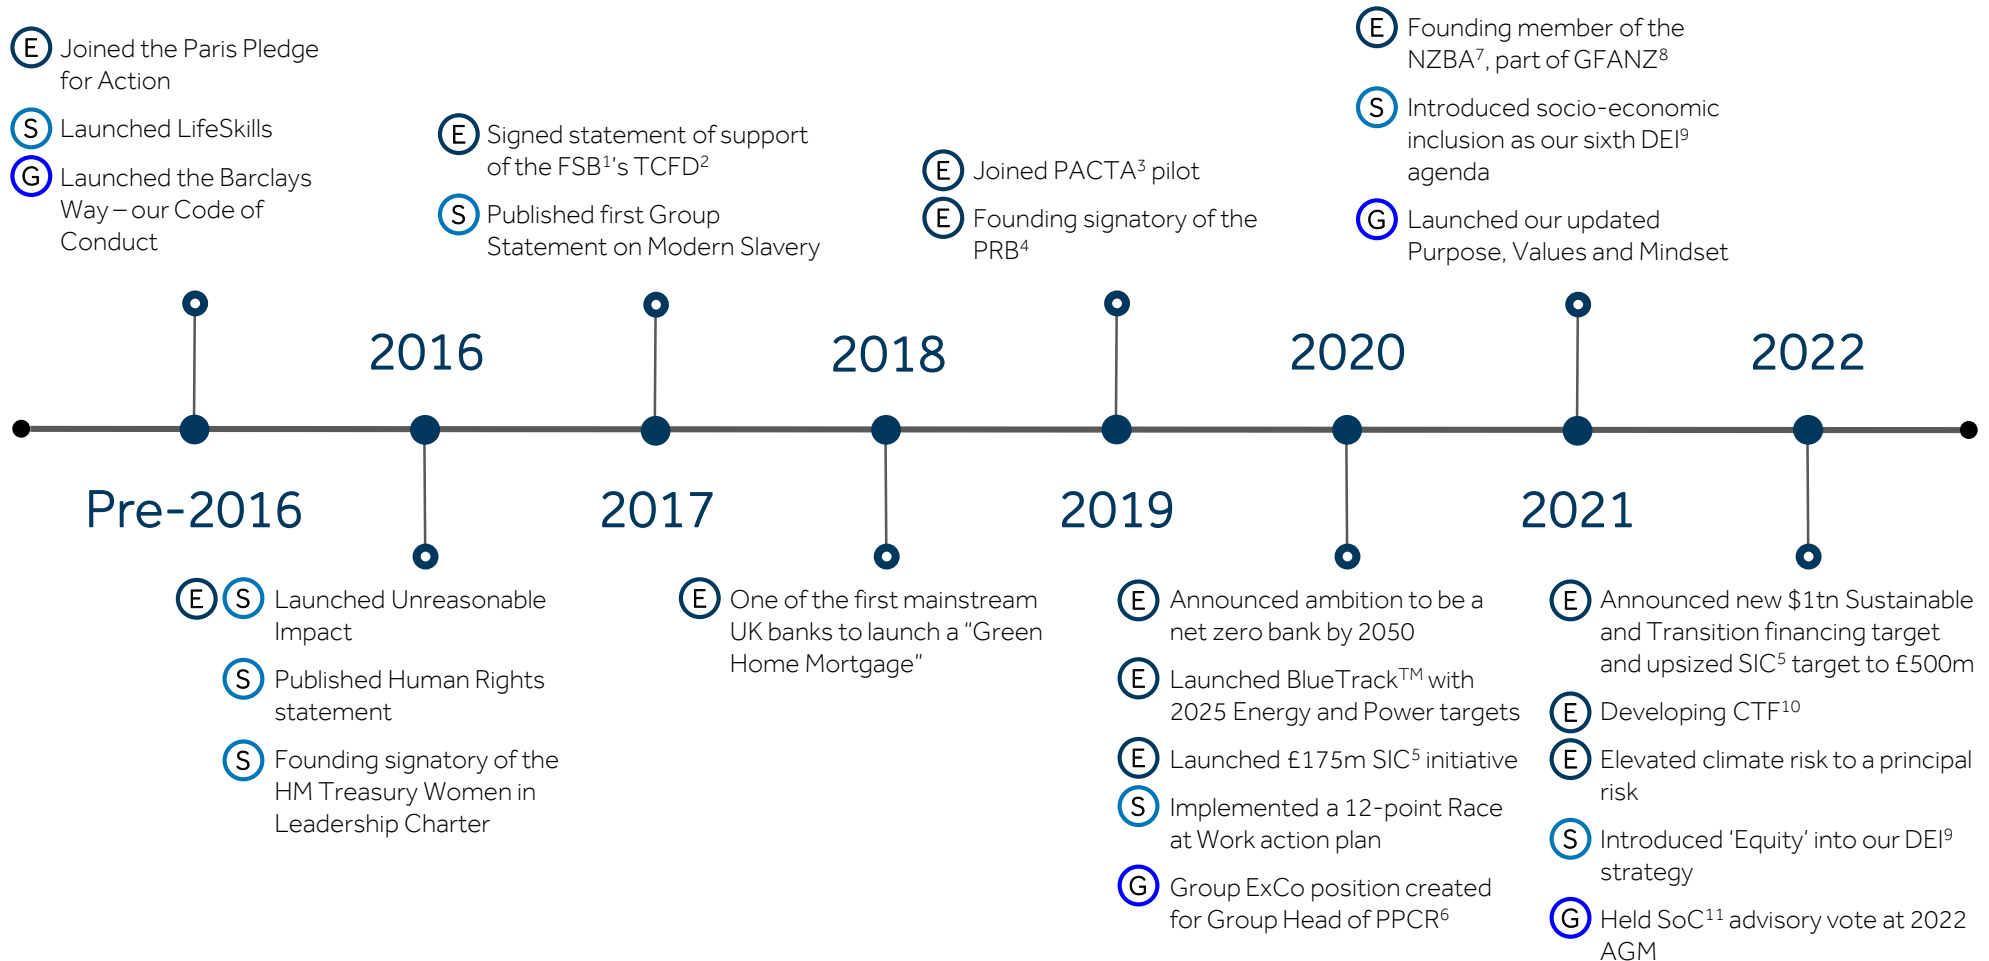 E Joined the Paris Pledge
for Action
S Launched LifeSkills
G Launched the Barclays
Way – our Code of
Conduct
E Signed statement of support
of the FSB¹'s TCFD²
S Published first Group
Statement on Modern Slavery
E Joined PACTA³ pilot
E Founding signatory of the
PRB⁴
E Founding member of the
NZBA⁷, part of GFANZ⁸
S Introduced socio-economic
inclusion as our sixth DEI⁹
agenda
G Launched our updated
Purpose, Values and Mindset
2016
2018
2020
2022
Pre-2016
2017
2019
2021
E S Launched Unreasonable
Impact
S Published Human Rights
statement
S Founding signatory of the
HM Treasury Women in
Leadership Charter
E One of the first mainstream
UK banks to launch a "Green
Home Mortgage"
E Announced ambition to be a
net zero bank by 2050
E Launched BlueTrack™ with
2025 Energy and Power targets
E Launched £175m SIC⁵ initiative
S Implemented a 12-point Race
at Work action plan
G Group ExCo position created
for Group Head of PPCR⁶
E Announced new $1tn Sustainable
and Transition financing target
and upsized SIC⁵ target to £500m
E Developing CTF¹⁰
E Elevated climate risk to a principal
risk
S Introduced 'Equity' into our DEI⁹
strategy
G Held SoC¹¹ advisory vote at 2022
AGM